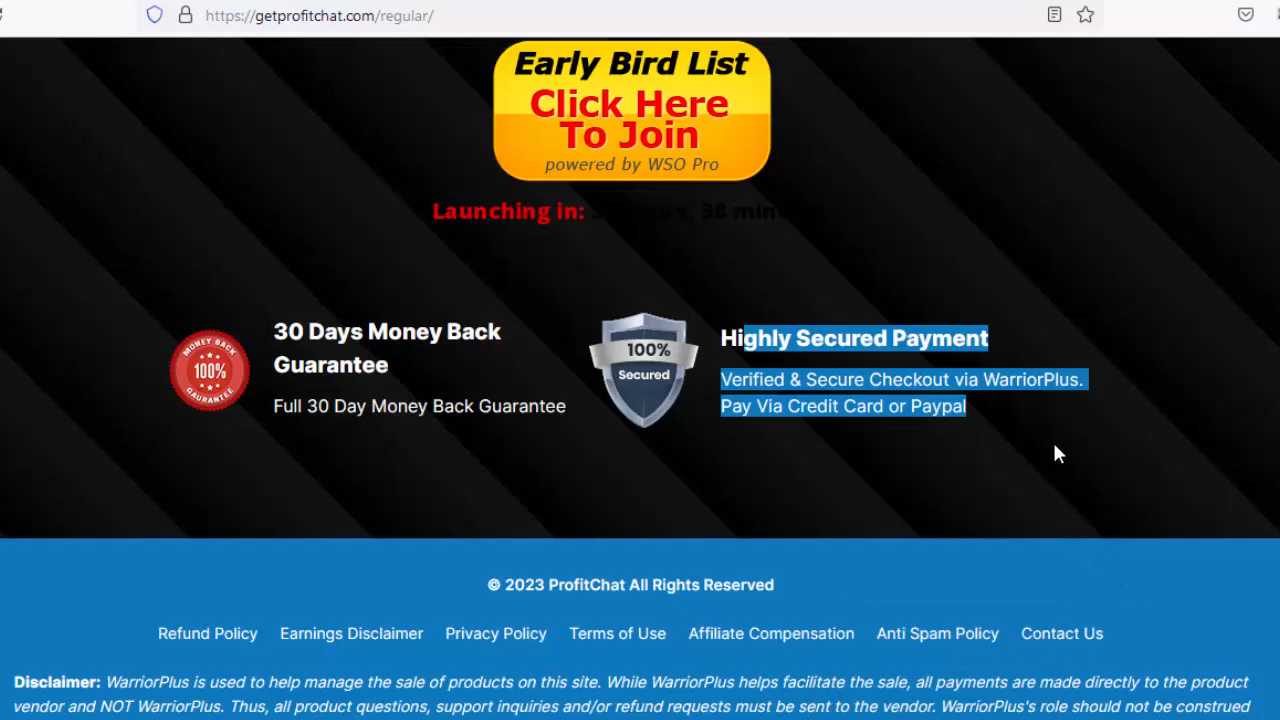 https://getprofitchat.com/regular/
Early Bird List
Click Here
To Join
powered by WSO Pro
Launching in:
30 Days Money Back
Guarantee
Full 30 Day Money Back Guarantee
MONEY BACK
100%
GAURANTEE
100%
Secured
Highly Secured Payment
Verified & Secure Checkout via WarriorPlus.
Pay Via Credit Card or Paypal
© 2023 ProfitChat All Rights Reserved
Refund Policy Earnings Disclaimer Privacy Policy Terms of Use Affiliate Compensation Anti Spam Policy Contact Us
Disclaimer: WarriorPlus is used to help manage the sale of products on this site. While WarriorPlus helps facilitate the sale, all payments are made directly to the product
vendor and NOT WarriorPlus. Thus, all product questions, support inquiries and/or refund requests must be sent to the vendor. WarriorPlus's role should not be construed